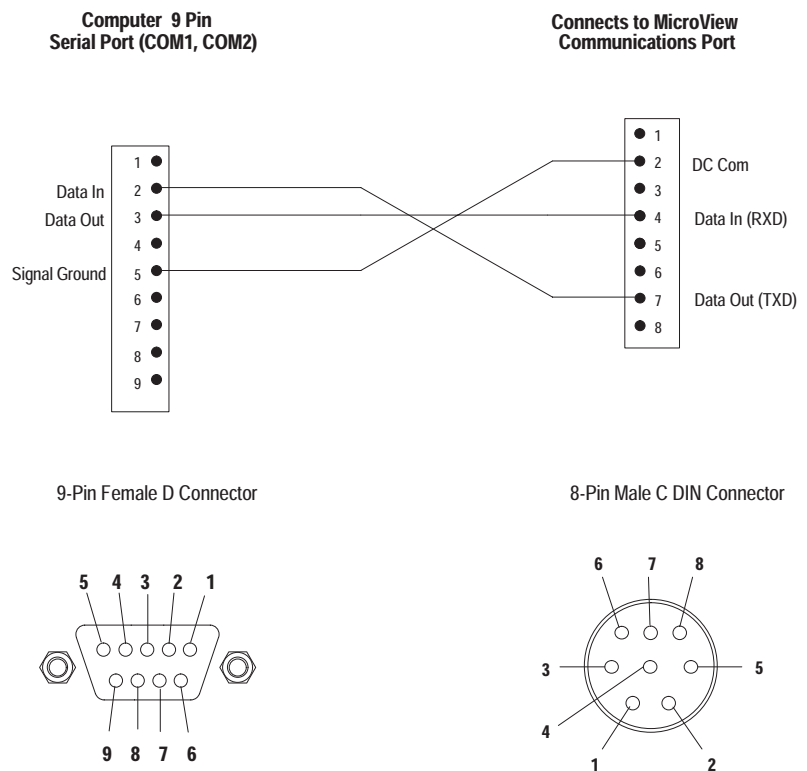 Computer 9 Pin
Serial Port (COM1, COM2)
Connects to MicroView
Communications Port
1
Data In 2
Data Out 3
4
Signal Ground 5
6
7
8
9
1
2 DC Com
3
4 Data In (RXD)
5
6
7 Data Out (TXD)
8
9-Pin Female D Connector
5 4 3 2 1
9 8 7 6
8-Pin Male C DIN Connector
6 7 8
3 5
4
1 2